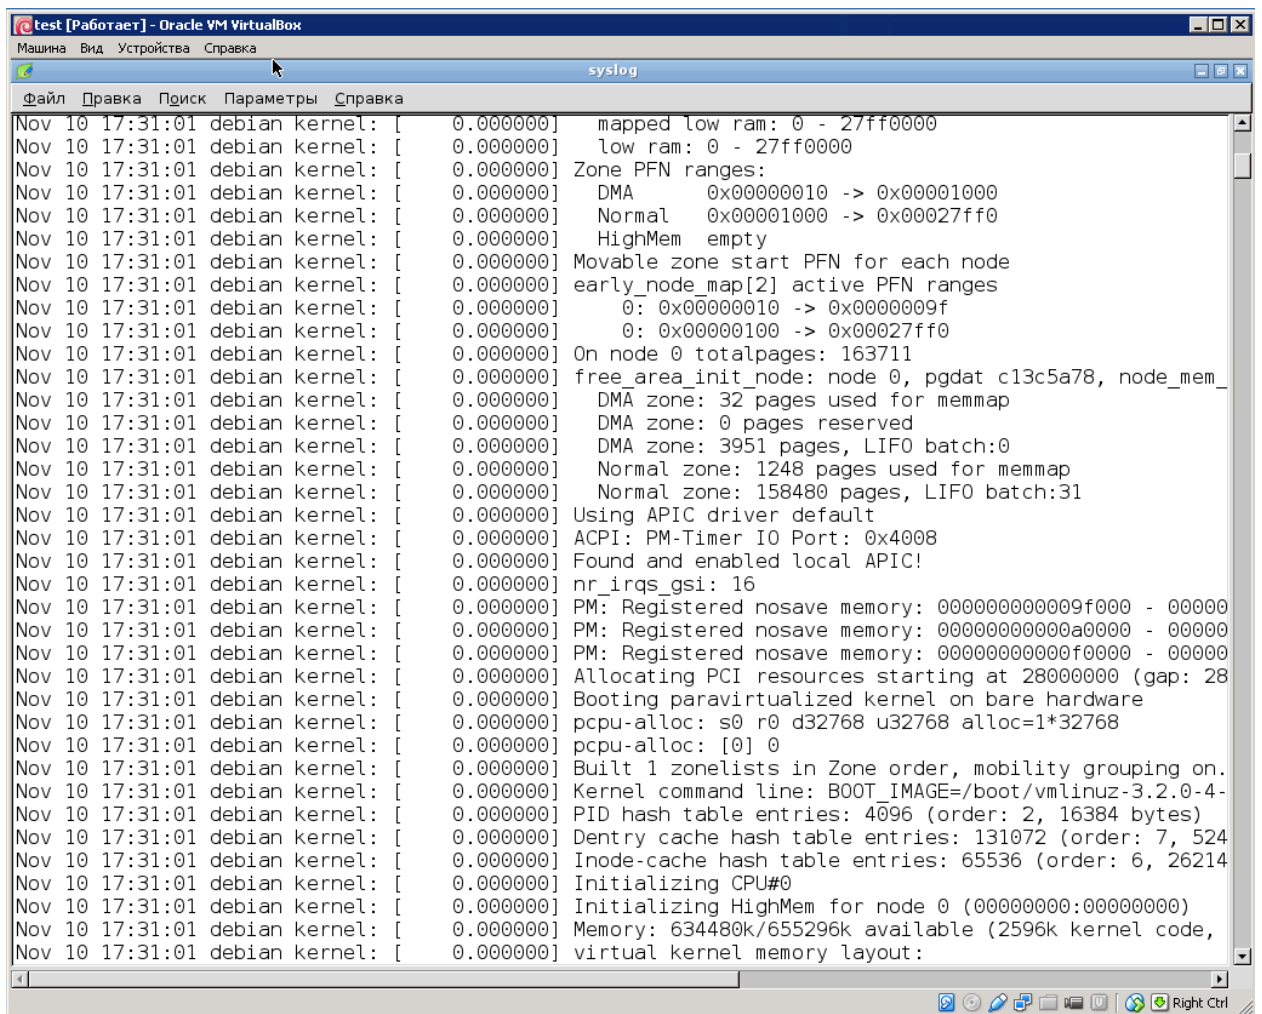 test [Работает] - Oracle VM VirtualBox
Машина Вид Устройства Справка
syslog
Файл Правка Поиск Параметры Справка
Nov 10 17:31:01 debian kernel: [    0.000000]   mapped low ram: 0 - 27ff0000
Nov 10 17:31:01 debian kernel: [    0.000000]   low ram: 0 - 27ff0000
Nov 10 17:31:01 debian kernel: [    0.000000] Zone PFN ranges:
Nov 10 17:31:01 debian kernel: [    0.000000]   DMA      0x00000010 -> 0x00001000
Nov 10 17:31:01 debian kernel: [    0.000000]   Normal   0x00001000 -> 0x00027ff0
Nov 10 17:31:01 debian kernel: [    0.000000]   HighMem  empty
Nov 10 17:31:01 debian kernel: [    0.000000] Movable zone start PFN for each node
Nov 10 17:31:01 debian kernel: [    0.000000] early_node_map[2] active PFN ranges
Nov 10 17:31:01 debian kernel: [    0.000000]     0: 0x00000010 -> 0x0000009f
Nov 10 17:31:01 debian kernel: [    0.000000]     0: 0x00000100 -> 0x00027ff0
Nov 10 17:31:01 debian kernel: [    0.000000] On node 0 totalpages: 163711
Nov 10 17:31:01 debian kernel: [    0.000000] free_area_init_node: node 0, pgdat c13c5a78, node_mem_
Nov 10 17:31:01 debian kernel: [    0.000000]   DMA zone: 32 pages used for memmap
Nov 10 17:31:01 debian kernel: [    0.000000]   DMA zone: 0 pages reserved
Nov 10 17:31:01 debian kernel: [    0.000000]   DMA zone: 3951 pages, LIFO batch:0
Nov 10 17:31:01 debian kernel: [    0.000000]   Normal zone: 1248 pages used for memmap
Nov 10 17:31:01 debian kernel: [    0.000000]   Normal zone: 158480 pages, LIFO batch:31
Nov 10 17:31:01 debian kernel: [    0.000000] Using APIC driver default
Nov 10 17:31:01 debian kernel: [    0.000000] ACPI: PM-Timer IO Port: 0x4008
Nov 10 17:31:01 debian kernel: [    0.000000] Found and enabled local APIC!
Nov 10 17:31:01 debian kernel: [    0.000000] nr_irqs_gsi: 16
Nov 10 17:31:01 debian kernel: [    0.000000] PM: Registered nosave memory: 000000000009f000 - 00000
Nov 10 17:31:01 debian kernel: [    0.000000] PM: Registered nosave memory: 00000000000a0000 - 00000
Nov 10 17:31:01 debian kernel: [    0.000000] PM: Registered nosave memory: 00000000000f0000 - 00000
Nov 10 17:31:01 debian kernel: [    0.000000] Allocating PCI resources starting at 28000000 (gap: 28
Nov 10 17:31:01 debian kernel: [    0.000000] Booting paravirtualized kernel on bare hardware
Nov 10 17:31:01 debian kernel: [    0.000000] pcpu-alloc: s0 r0 d32768 u32768 alloc=1*32768
Nov 10 17:31:01 debian kernel: [    0.000000] pcpu-alloc: [0] 0
Nov 10 17:31:01 debian kernel: [    0.000000] Built 1 zonelists in Zone order, mobility grouping on.
Nov 10 17:31:01 debian kernel: [    0.000000] Kernel command line: BOOT_IMAGE=/boot/vmlinuz-3.2.0-4-
Nov 10 17:31:01 debian kernel: [    0.000000] PID hash table entries: 4096 (order: 2, 16384 bytes)
Nov 10 17:31:01 debian kernel: [    0.000000] Dentry cache hash table entries: 131072 (order: 7, 524
Nov 10 17:31:01 debian kernel: [    0.000000] Inode-cache hash table entries: 65536 (order: 6, 26214
Nov 10 17:31:01 debian kernel: [    0.000000] Initializing CPU#0
Nov 10 17:31:01 debian kernel: [    0.000000] Initializing HighMem for node 0 (00000000:00000000)
Nov 10 17:31:01 debian kernel: [    0.000000] Memory: 634480k/655296k available (2596k kernel code,
Nov 10 17:31:01 debian kernel: [    0.000000] virtual kernel memory layout:
Right Ctrl